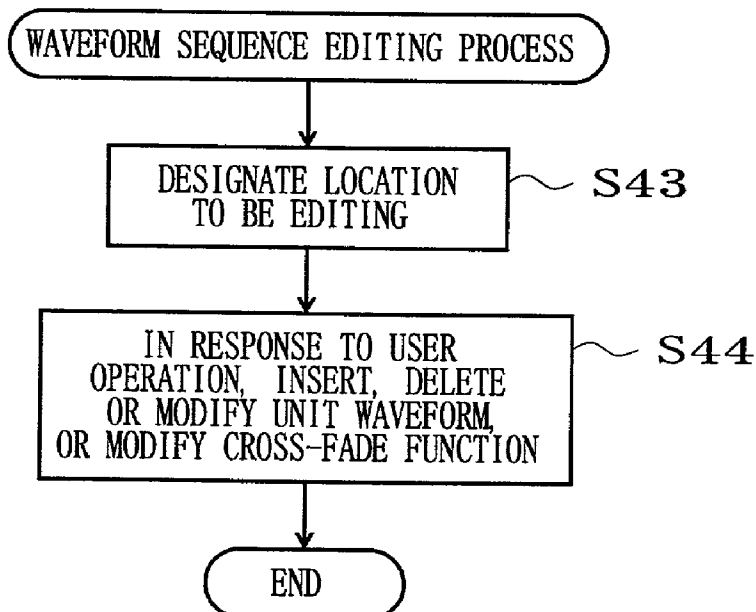 WAVEFORM SEQUENCE EDITING PROCESS
DESIGNATE LOCATION
TO BE EDITING
S43
IN RESPONSE TO USER
OPERATION, INSERT, DELETE
OR MODIFY UNIT WAVEFORM,
OR MODIFY CROSS-FADE FUNCTION
S44
END